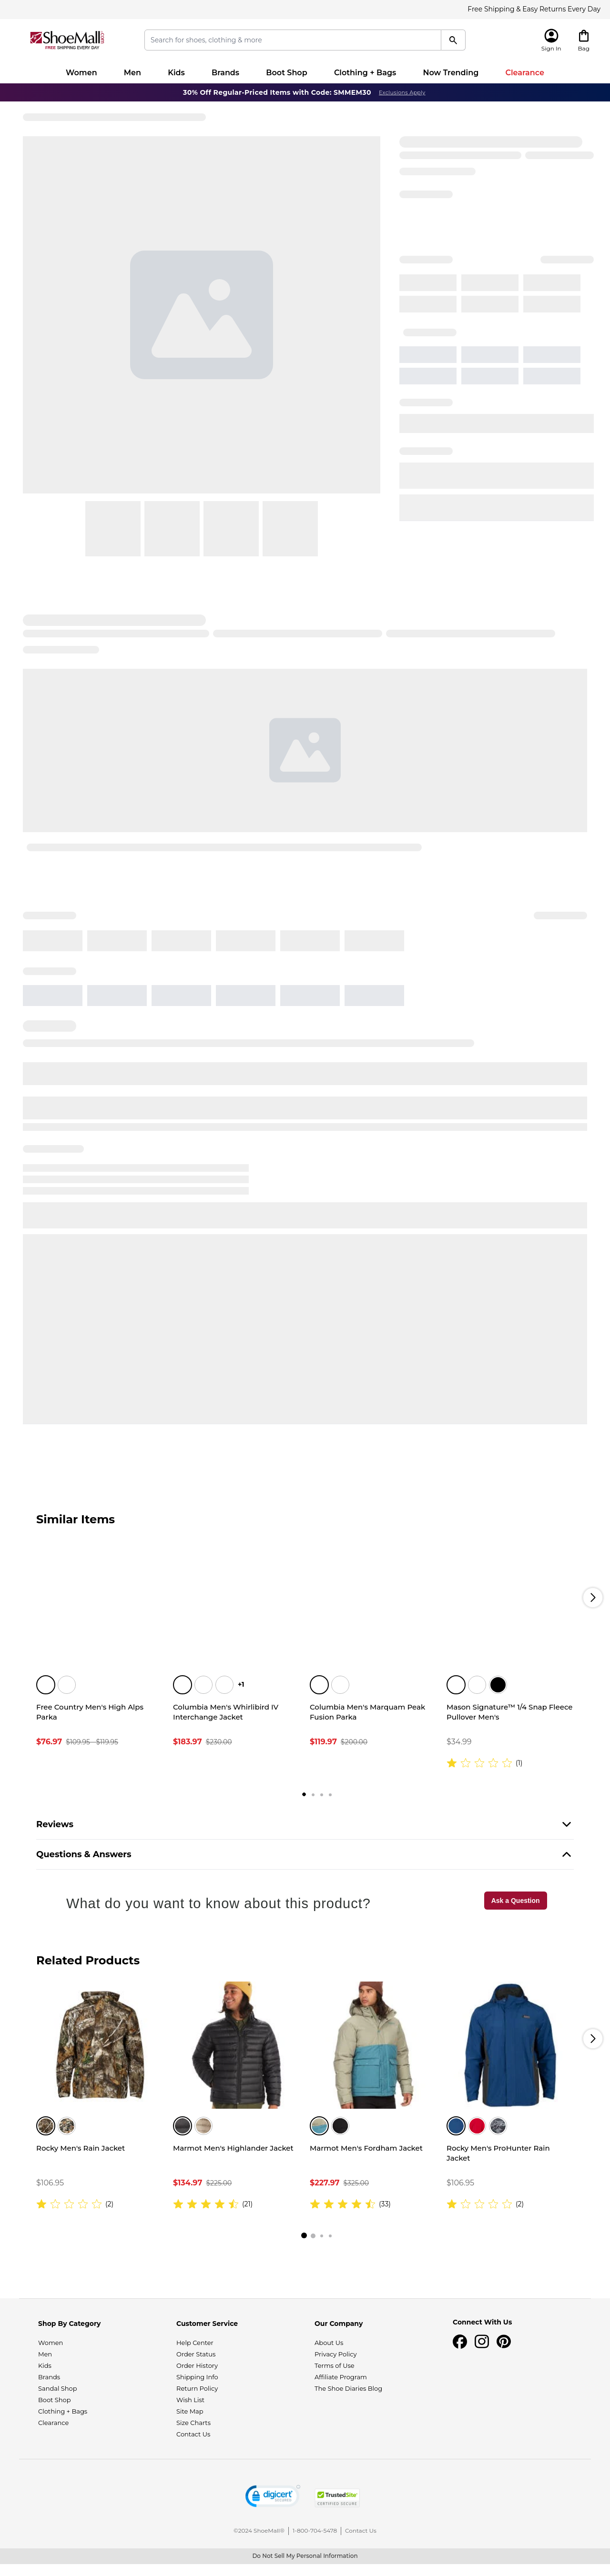 Free Shipping & Easy Returns Every Day
ShoeMall
FREE SHIPPING EVERY DAY
Search for shoes, clothing & more
Sign In
Bag
Women Men Kids Brands Boot Shop Clothing + Bags Now Trending Clearance
30% Off Regular-Priced Items with Code: SMMEM30 Exclusions Apply
Similar Items
+1
Free Country Men's High Alps Parka
$76.97 $109.95 - $119.95
Columbia Men's Whirlibird IV Interchange Jacket
$183.97 $230.00
Columbia Men's Marquam Peak Fusion Parka
$119.97 $200.00
Mason Signature™ 1/4 Snap Fleece Pullover Men's
$34.99
(1)
Reviews
Questions & Answers
What do you want to know about this product?
Ask a Question
Related Products
Rocky Men's Rain Jacket
$106.95
(2)
Marmot Men's Highlander Jacket
$134.97 $225.00
(21)
Marmot Men's Fordham Jacket
$227.97 $325.00
(33)
Rocky Men's ProHunter Rain Jacket
$106.95
(2)
Shop By Category
Women
Men
Kids
Brands
Sandal Shop
Boot Shop
Clothing + Bags
Clearance
Customer Service
Help Center
Order Status
Order History
Shipping Info
Return Policy
Wish List
Site Map
Size Charts
Contact Us
Our Company
About Us
Privacy Policy
Terms of Use
Affiliate Program
The Shoe Diaries Blog
Connect With Us
digicert
SECURED
TrustedSite
CERTIFIED SECURE
©2024 ShoeMall® | 1-800-704-5478 | Contact Us
Do Not Sell My Personal Information